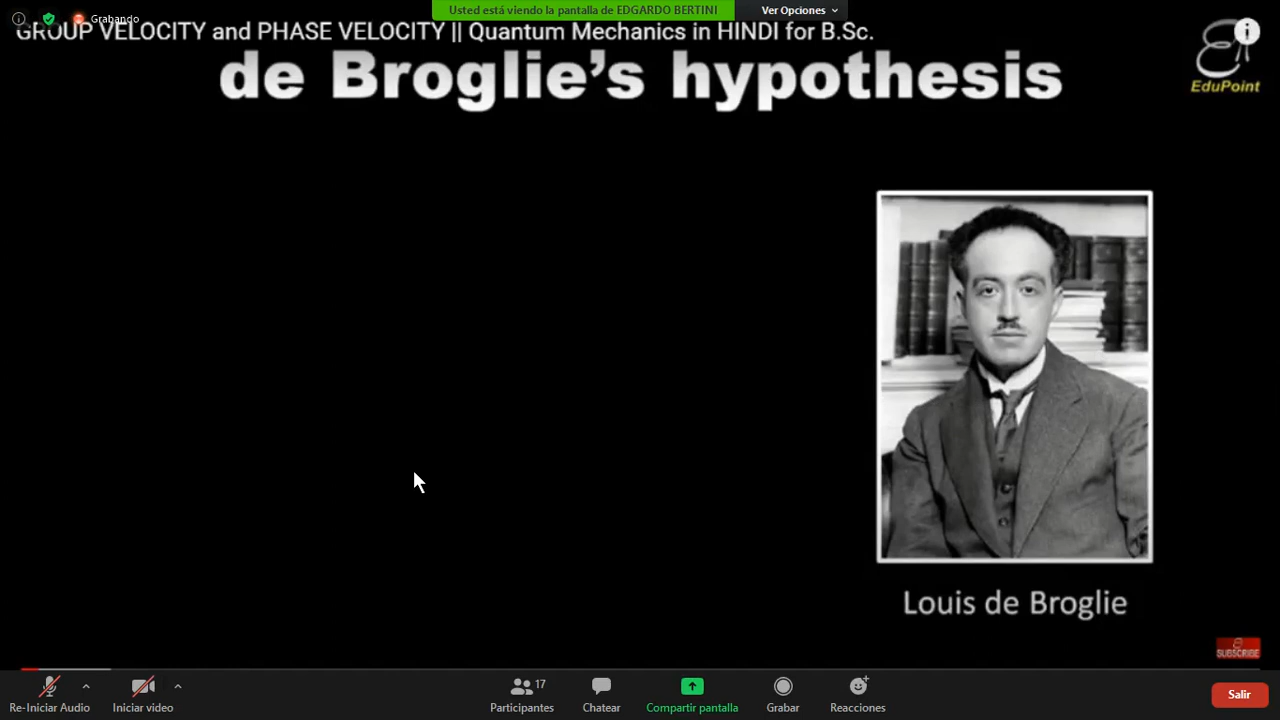 Grabando
Usted está viendo la pantalla de EDGARDO BERTINI
Ver Opciones
GROUP VELOCITY and PHASE VELOCITY || Quantum Mechanics in HINDI for B.Sc.
de Broglie's hypothesis
EduPoint
Louis de Broglie
SUBSCRIBE
Re-Iniciar Audio
Iniciar video
17
Participantes
Chatear
Compartir pantalla
Grabar
Reacciones
Salir